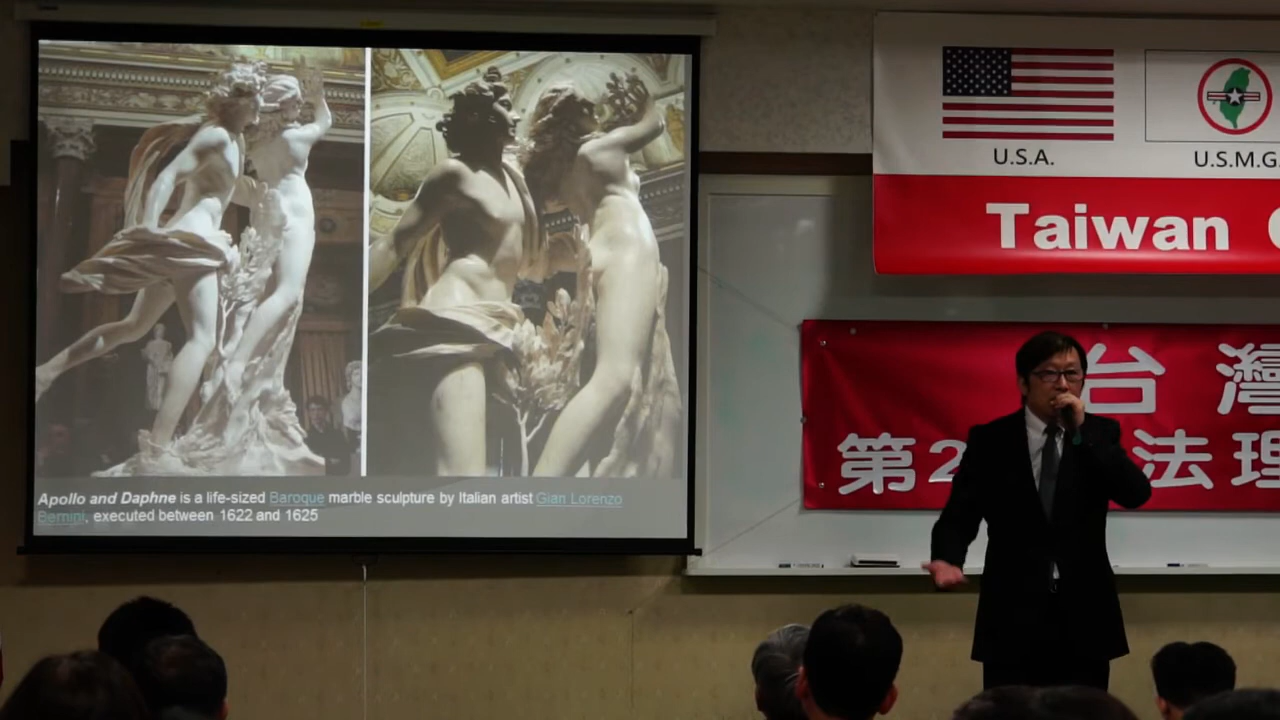 Apollo and Daphne is a life-sized Baroque marble sculpture by Italian artist Gian Lorenzo
Bernini, executed between 1622 and 1625
U.S.A.
U.S.M.G
Taiwan
台灣
第2
法理